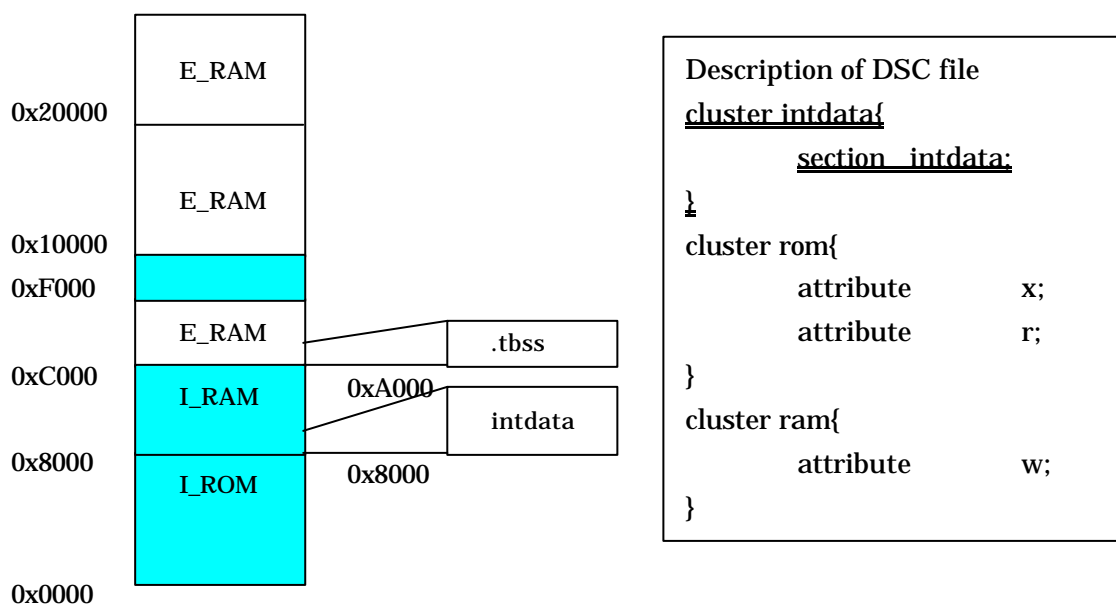 E_RAM
0x20000
E_RAM
0x10000
0xF000
E_RAM
.tbss
0xC000
0xA000
I_RAM
intdata
0x8000
0x8000
I_ROM
0x0000
Description of DSC file
cluster intdata{
section intdata;
}
cluster rom{
attribute x;
attribute r;
}
cluster ram{
attribute w;
}